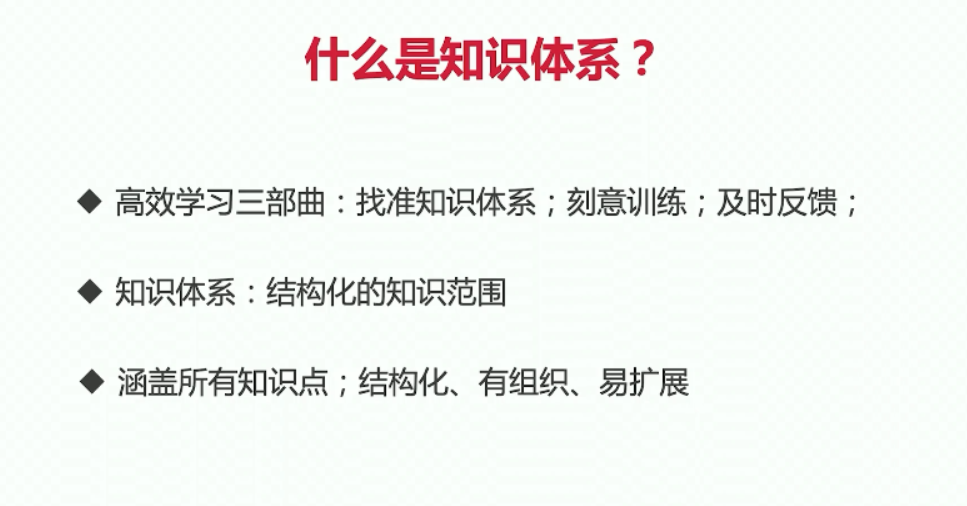 什么是知识体系？
◆ 高效学习三部曲：找准知识体系；刻意训练；及时反馈；
◆ 知识体系：结构化的知识范围
◆ 涵盖所有知识点；结构化、有组织、易扩展